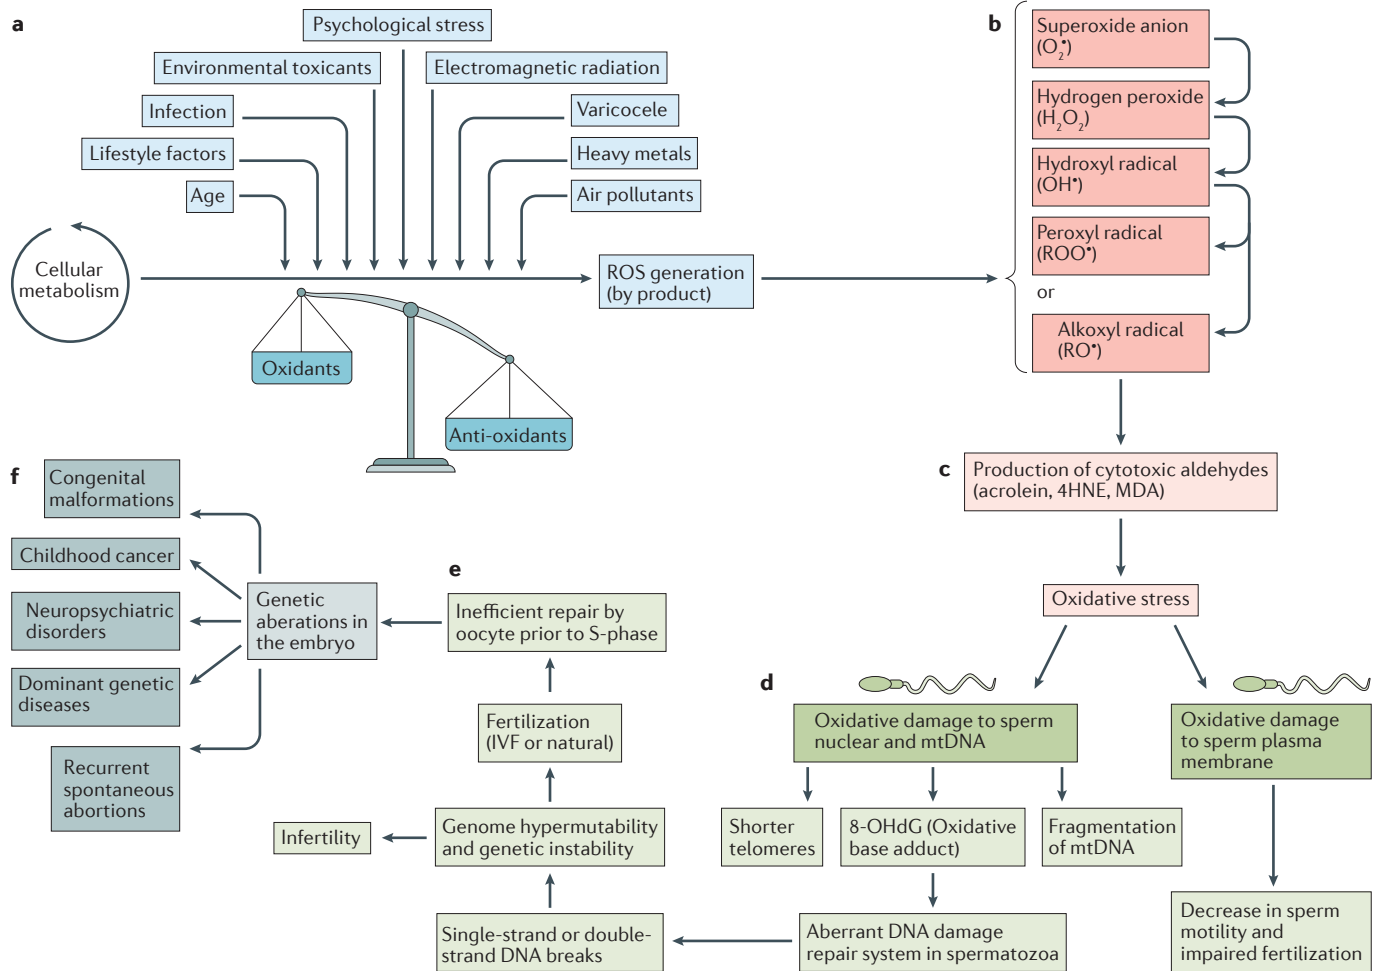 a
Psychological stress
Environmental toxicants
Electromagnetic radiation
Infection
Varicocele
Lifestyle factors
Heavy metals
Age
Air pollutants
Cellular
metabolism
ROS generation
(by product)
Oxidants
Anti-oxidants
b
Superoxide anion
(O₂•)
Hydrogen peroxide
(H₂O₂)
Hydroxyl radical
(OH•)
Peroxyl radical
(ROO•)
or
Alkoxyl radical
(RO•)
c
Production of cytotoxic aldehydes
(acrolein, 4HNE, MDA)
Oxidative stress
d
Oxidative damage to sperm
nuclear and mtDNA
Oxidative damage
to sperm plasma
membrane
Shorter
telomeres
8-OHdG (Oxidative
base adduct)
Fragmentation
of mtDNA
Decrease in sperm
motility and
impaired fertilization
Aberrant DNA damage
repair system in spermatozoa
Single-strand or double-
strand DNA breaks
Genome hypermutability
and genetic instability
Infertility
Fertilization
(IVF or natural)
e
Inefficient repair by
oocyte prior to S-phase
Genetic
aberations in
the embryo
f
Congenital
malformations
Childhood cancer
Neuropsychiatric
disorders
Dominant genetic
diseases
Recurrent
spontaneous
abortions